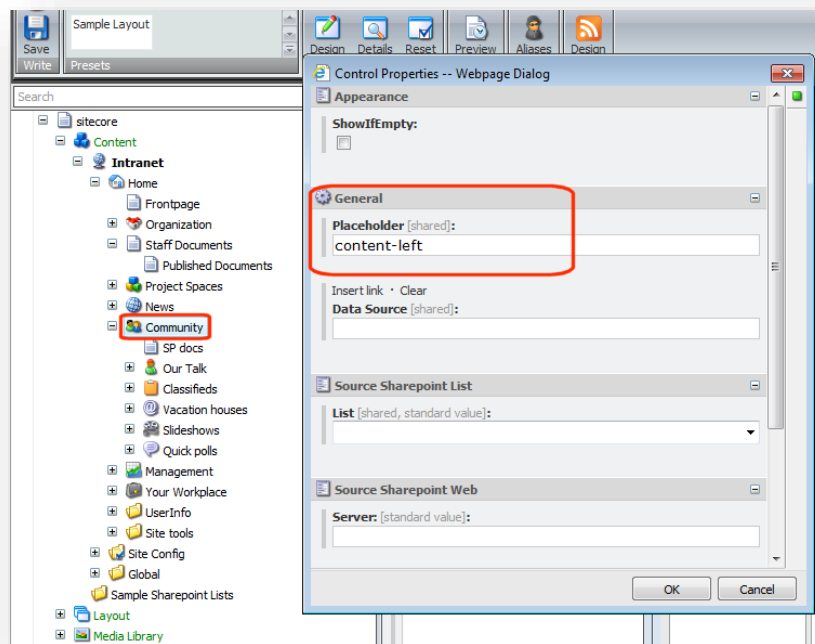 Sample Layout
Save
Write
Presets
Design
Details
Reset
Preview
Aliases
Design
Control Properties -- Webpage Dialog
Search
sitecore
Content
Intranet
Home
Frontpage
Organization
Staff Documents
Published Documents
Project Spaces
News
Community
SP docs
Our Talk
Classifieds
Vacation houses
Slideshows
Quick polls
Management
Your Workplace
UserInfo
Site tools
Site Config
Global
Sample Sharepoint Lists
Layout
Media Library
Appearance
ShowIfEmpty:
General
Placeholder [shared]:
content-left
Insert link · Clear
Data Source [shared]:
Source Sharepoint List
List [shared, standard value]:
Source Sharepoint Web
Server: [standard value]:
OK
Cancel